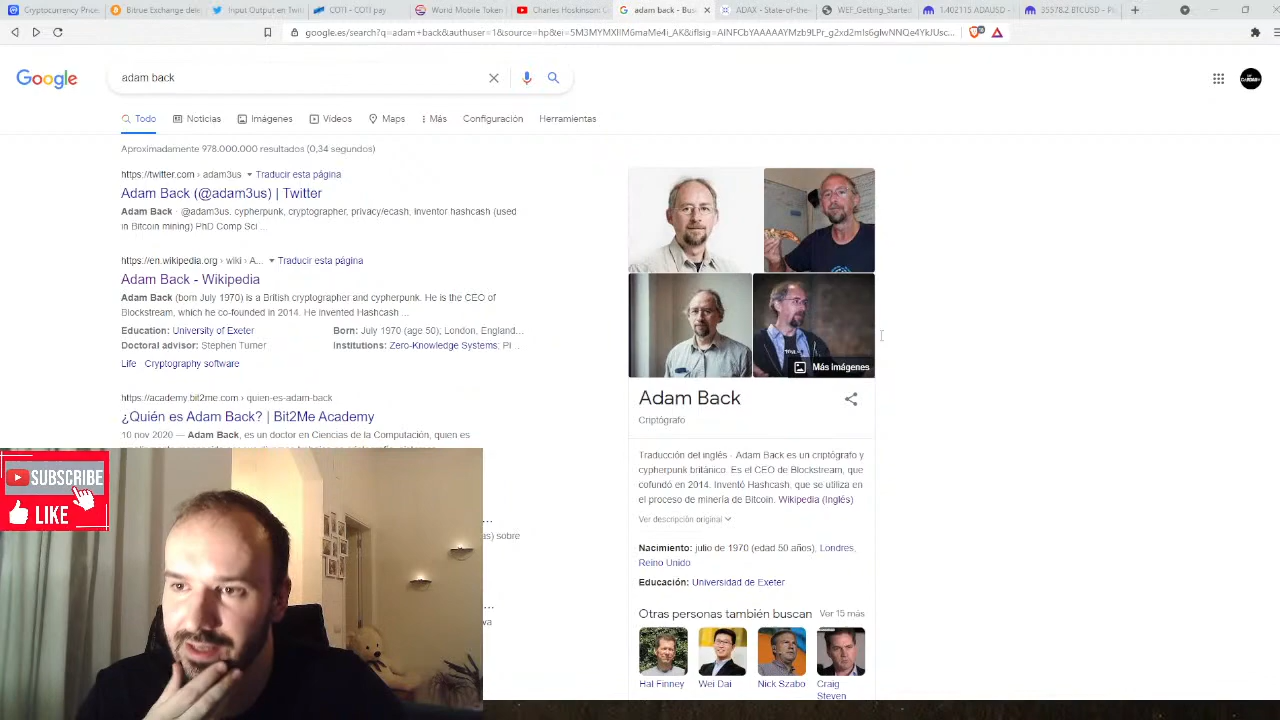 Cryptocurrency Price:
Bitrue Exchange dele
Input Output en Twitt
COTI - COTI pay
World Mobile Token
Charles Hoskinson:
adam back - Bus
ADAX - State-of-the-
WEF_Getting_Started
1.402115 ADAUSD
35578.2 BTCUSD - Pu
google.es/search?q=adam+back&authuser=1&source=hp&ei=
Google
adam back
Todo
Noticias
Imágenes
Vídeos
Maps
Más
Configuración
Herramientas
Aproximadamente 978.000.000 resultados (0,34 segundos)
https://twitter.com › adam3us Traducir esta página
Adam Back (@adam3us) | Twitter
Adam Back · @adam3us. cypherpunk, cryptographer, privacy/ecash, inventor hashcash (used
in Bitcoin mining) PhD Comp Sci ...
https://en.wikipedia.org › wiki › A... Traducir esta página
Adam Back - Wikipedia
Adam Back (born July 1970) is a British cryptographer and cypherpunk. He is the CEO of
Blockstream, which he co-founded in 2014. He invented Hashcash ...
Education: University of Exeter Born: July 1970 (age 50); London, England...
Doctoral advisor: Stephen Turner Institutions: Zero-Knowledge Systems; Pi...
Life Cryptography software
https://academy.bit2me.com › quien-es-adam-back
¿Quién es Adam Back? | Bit2Me Academy
10 nov 2020 — Adam Back, es un doctor en Ciencias de la Computación, quien es
...
as) sobre
...
va
SUBSCRIBE
LIKE
Más imágenes
Adam Back
Criptógrafo
Traducción del inglés - Adam Back es un criptógrafo y
cypherpunk británico. Es el CEO de Blockstream, que
cofundó en 2014. Inventó Hashcash, que se utiliza en
el proceso de minería de Bitcoin. Wikipedia (Inglés)
Ver descripción original
Nacimiento: julio de 1970 (edad 50 años), Londres,
Reino Unido
Educación: Universidad de Exeter
Otras personas también buscan Ver 15 más
Hal Finney
Wei Dai
Nick Szabo
Craig
Steven